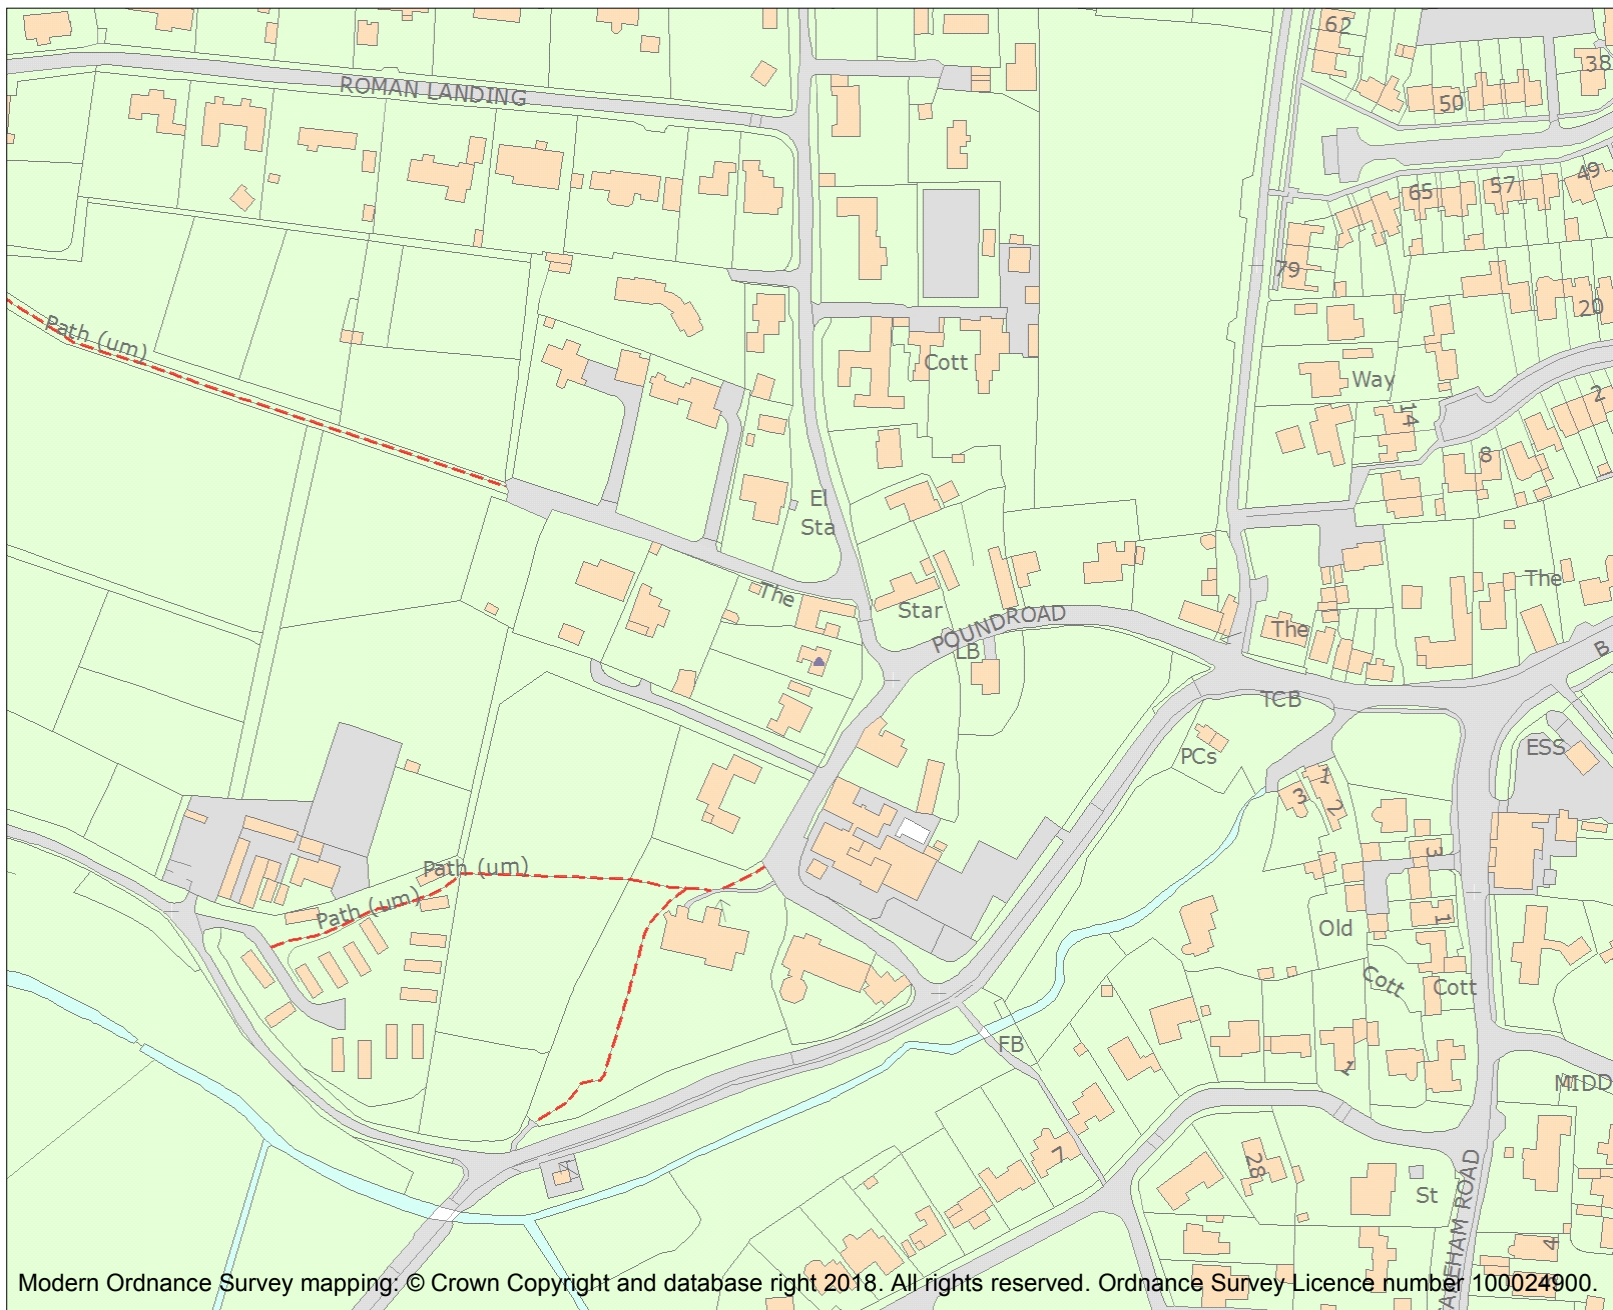 62
38
ROMAN LANDING
50
49
57
65
79
20
Path (um)
Cott
Way
2
14
8
El
Sta
The
The
Star
POUNDROAD
The
LB
B
TCB
ESS
PCs
1
3
2
3
Path (um)
Path (um)
1
Old
Cott
Cott
FB
1
MIDD
7
28
St
AREHAM ROAD
4
Modern Ordnance Survey mapping: © Crown Copyright and database right 2018. All rights reserved. Ordnance Survey Licence number 100024900.